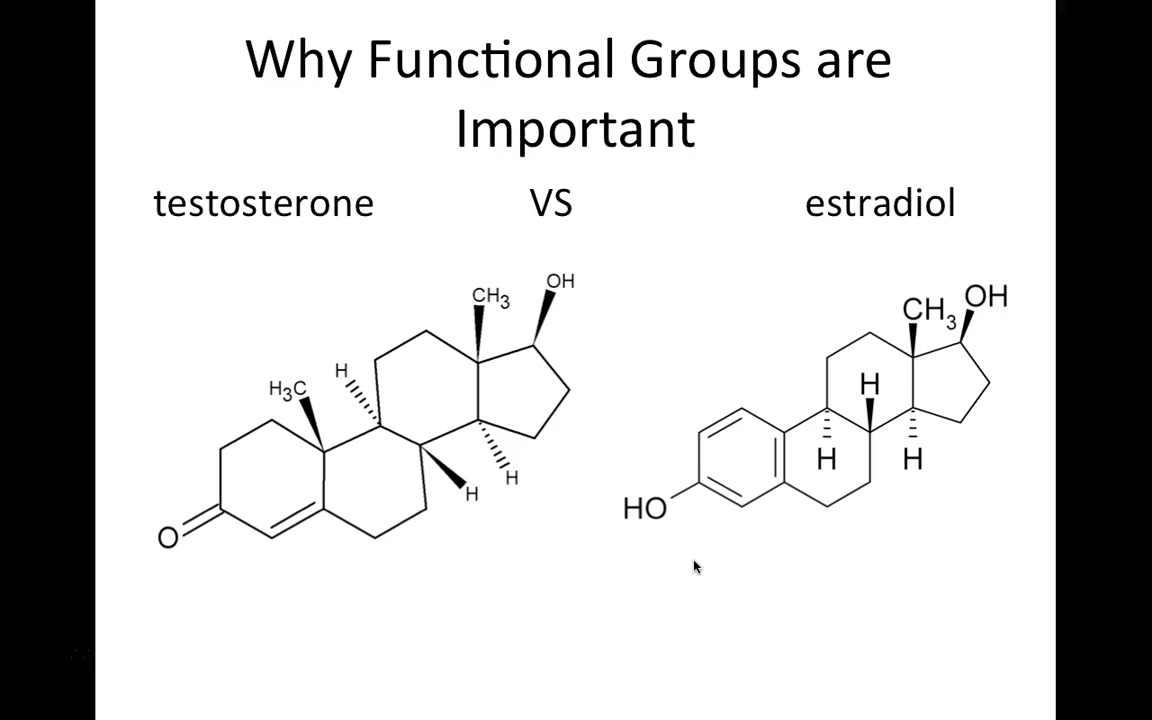 Why Functional Groups are
Important
testosterone VS estradiol
OH
CH3
H
H3C
H
H
O
OH
CH3
H
H
H
HO